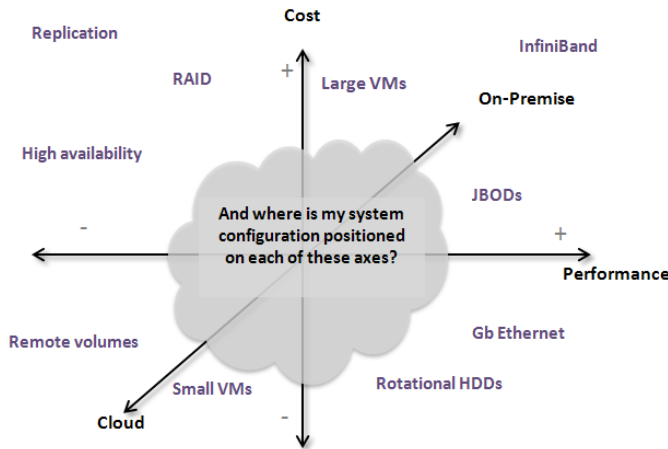 Cost
Replication
InfiniBand
+
RAID
Large VMs
On-Premise
High availability
JBODs
And where is my system
configuration positioned
on each of these axes?
-
+
Performance
Gb Ethernet
Remote volumes
Small VMs
Rotational HDDs
Cloud
-